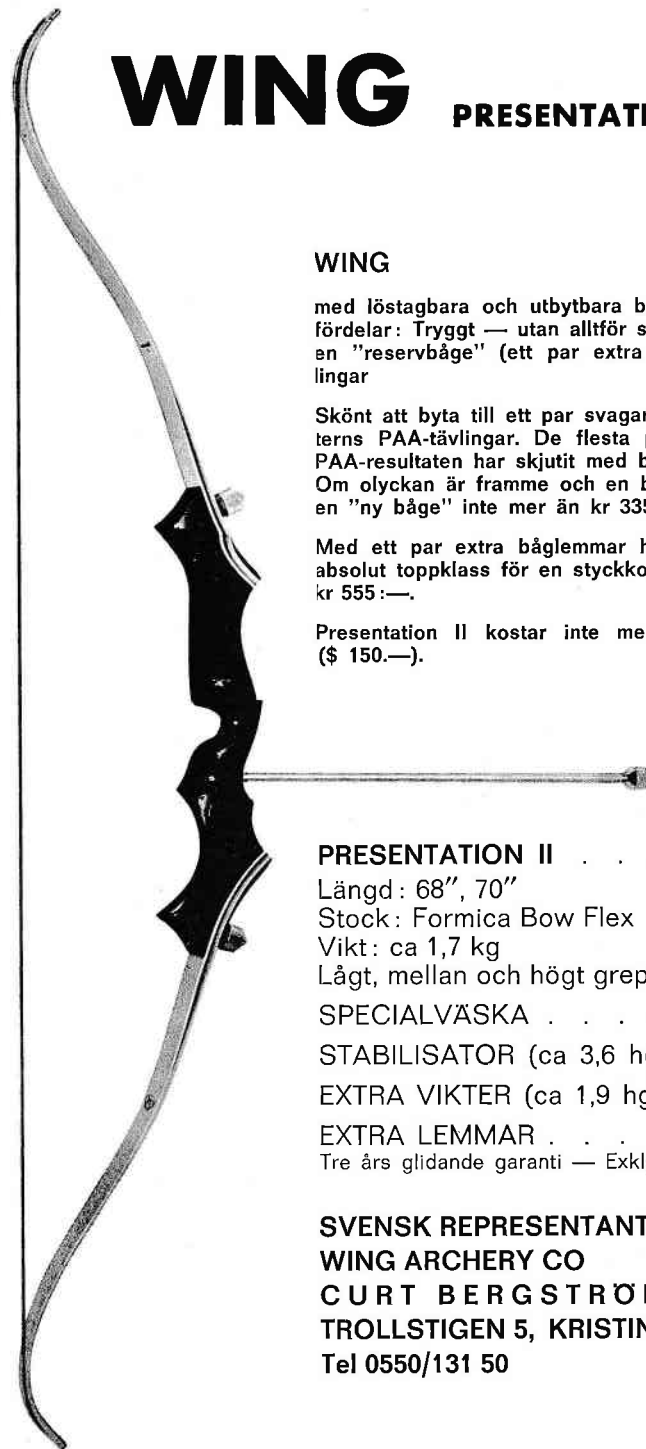 WING PRESENTATI
WING
med löstagbara och utbytbara b
fördelar: Tryggt — utan alltför s
en "reservbåge" (ett par extra
lingar
Skönt att byta till ett par svagar
terns PAA-tävlingar. De flesta p
PAA-resultaten har skjutit med b
Om olyckan är framme och en b
en "ny båge" inte mer än kr 335
Med ett par extra båglemmar h
absolut toppklass för en styckko
kr 555:—.
Presentation II kostar inte me
($ 150.—).
PRESENTATION II . .
Längd: 68", 70"
Stock: Formica Bow Flex
Vikt: ca 1,7 kg
Lågt, mellan och högt grep
SPECIALVÄSKA . . .
STABILISATOR (ca 3,6 h
EXTRA VIKTER (ca 1,9 hg
EXTRA LEMMAR . . .
Tre års glidande garanti — Exkl
SVENSK REPRESENTANT
WING ARCHERY CO
CURT BERGSTRÖ
TROLLSTIGEN 5, KRISTIN
Tel 0550/131 50